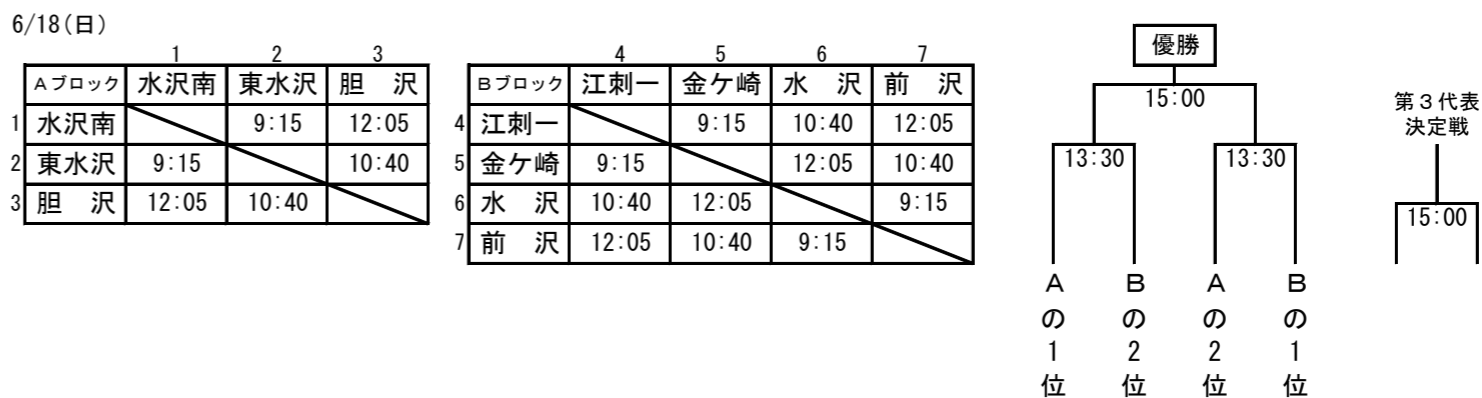 6/18(日)
1 2 3
Aブロック 水沢南 東水沢 胆 沢
1 水沢南 9:15 12:05
2 東水沢 9:15 10:40
3 胆 沢 12:05 10:40
4 5 6 7
Bブロック 江刺一 金ケ崎 水 沢 前 沢
4 江刺一 9:15 10:40 12:05
5 金ケ崎 9:15 12:05 10:40
6 水 沢 10:40 12:05 9:15
7 前 沢 12:05 10:40 9:15
優勝
15:00
13:30 13:30
Aの1位
Bの2位
Aの2位
Bの1位
第3代表
決定戦
15:00